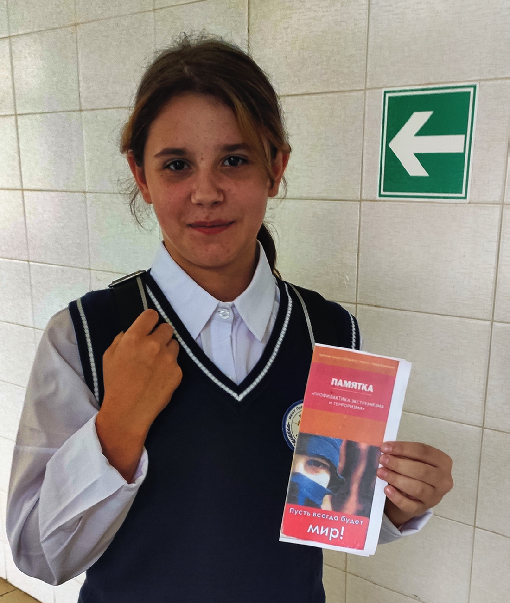 ПАМЯТКА
«ПРОФИЛАКТИКА ЭКСТРЕМИЗМА
И ТЕРРОРИЗМА»
Пусть всегда будет
мир!